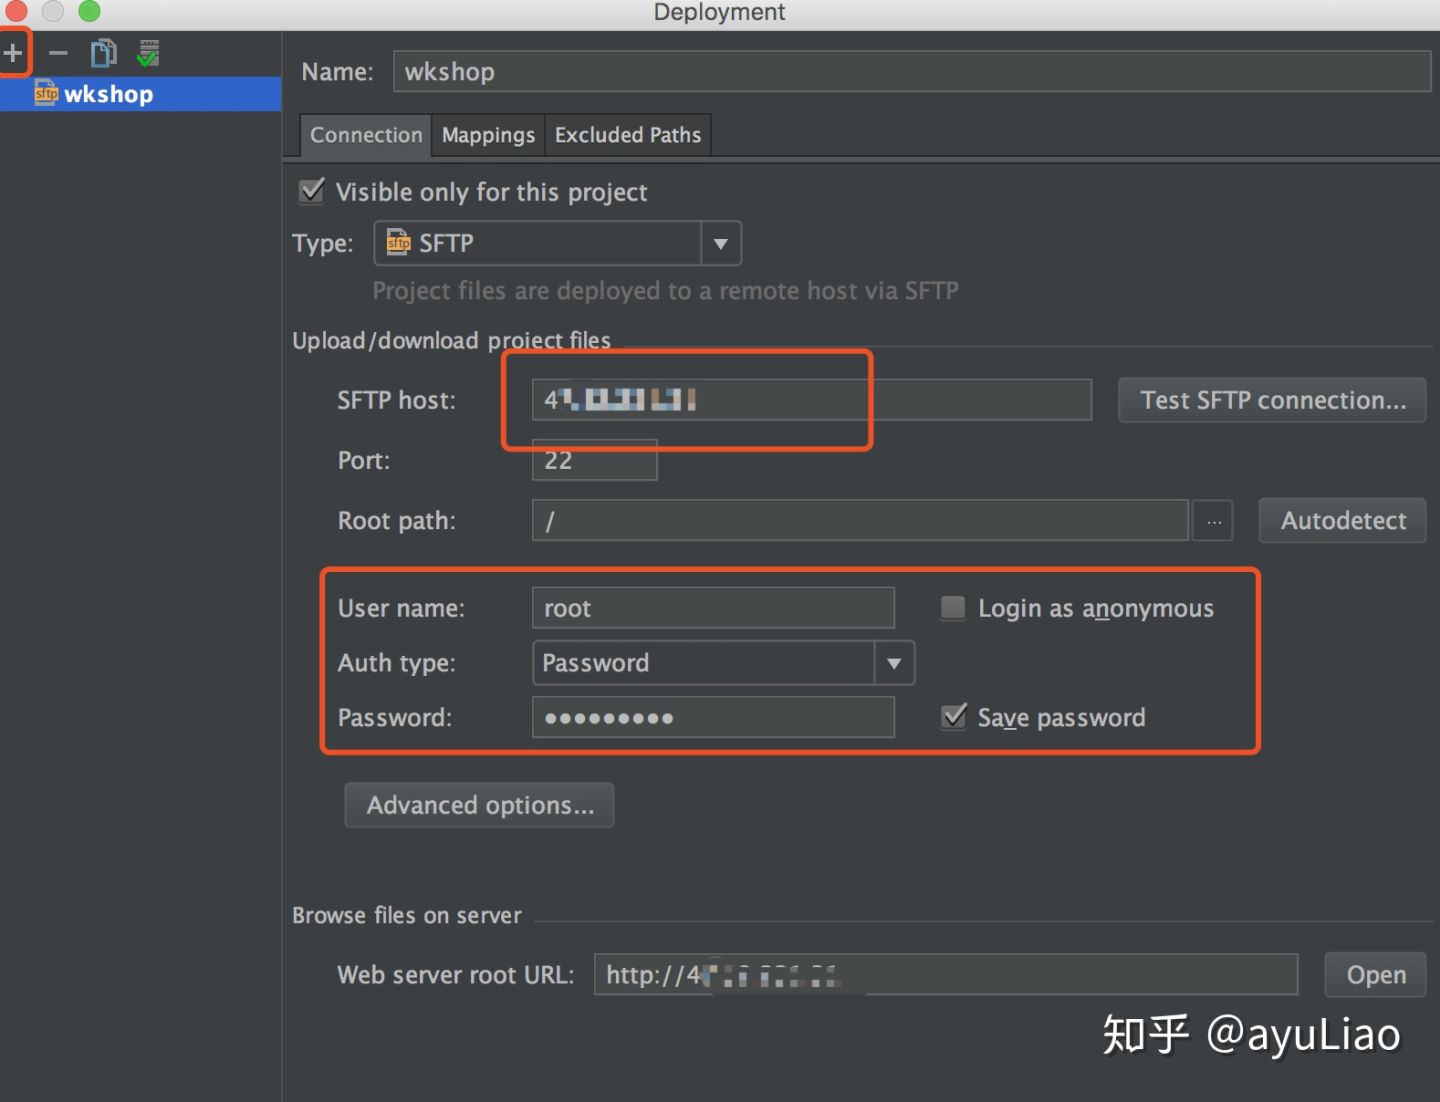 Deployment
+
sftp wkshop
Name: wkshop
Connection Mappings Excluded Paths
Visible only for this project
Type: sftp SFTP
Project files are deployed to a remote host via SFTP
Upload/download project files
SFTP host: 4 Test SFTP connection...
Port: 22
Root path: / ... Autodetect
User name: root Login as anonymous
Auth type: Password
Password: ●●●●●●●●● Save password
Advanced options...
Browse files on server
Web server root URL: http://4 Open
知乎 @ayuLiao